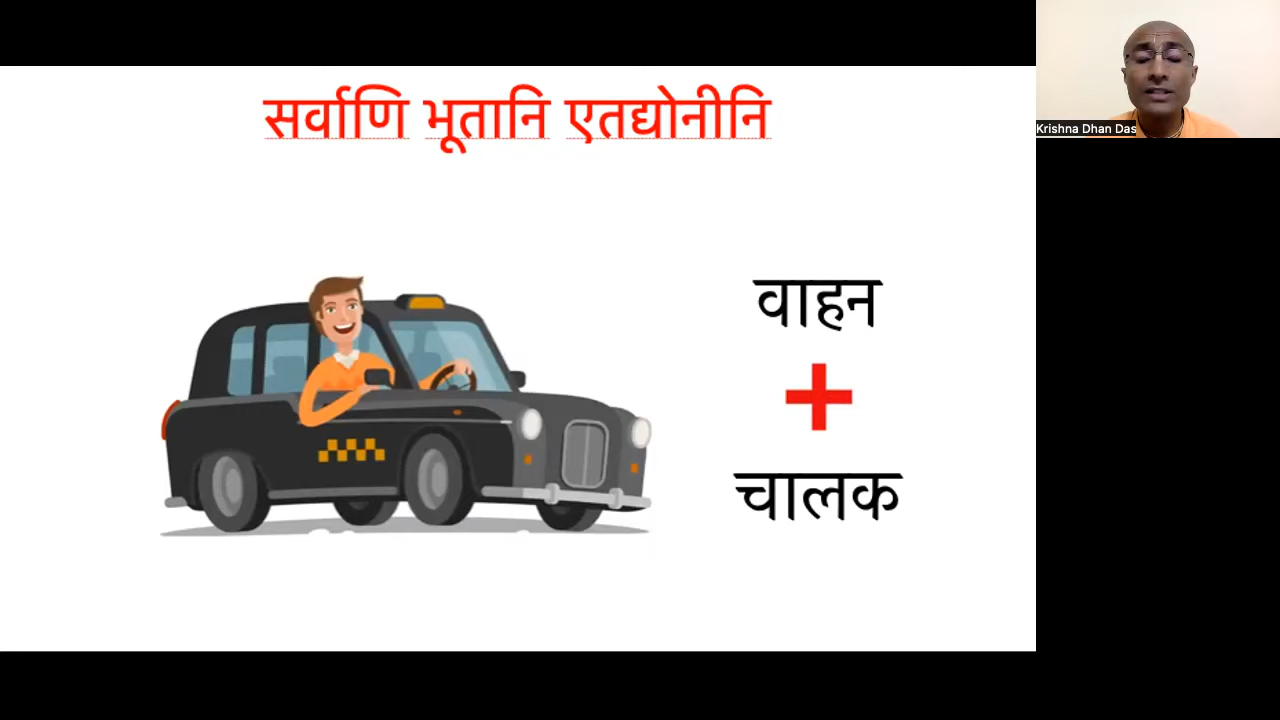 सर्वाणि भूतानि एतद्योनीनि
वाहन
+
चालक
Krishna Dhan Das